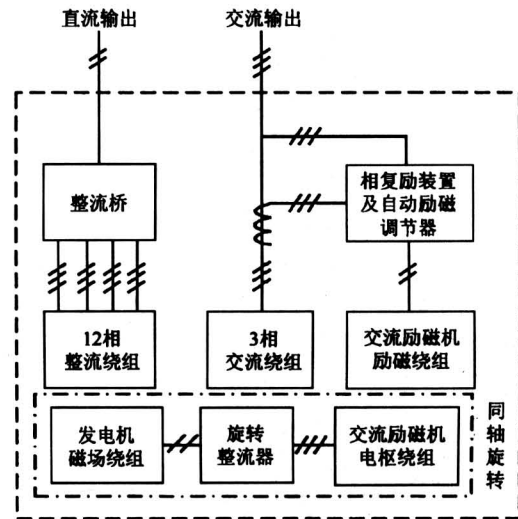 直流输出
交流输出
整流桥
相复励装置
及自动励磁
调节器
12相
整流绕组
3相
交流绕组
交流励磁机
励磁绕组
发电机
磁场绕组
旋转
整流器
交流励磁机
电枢绕组
同轴旋转